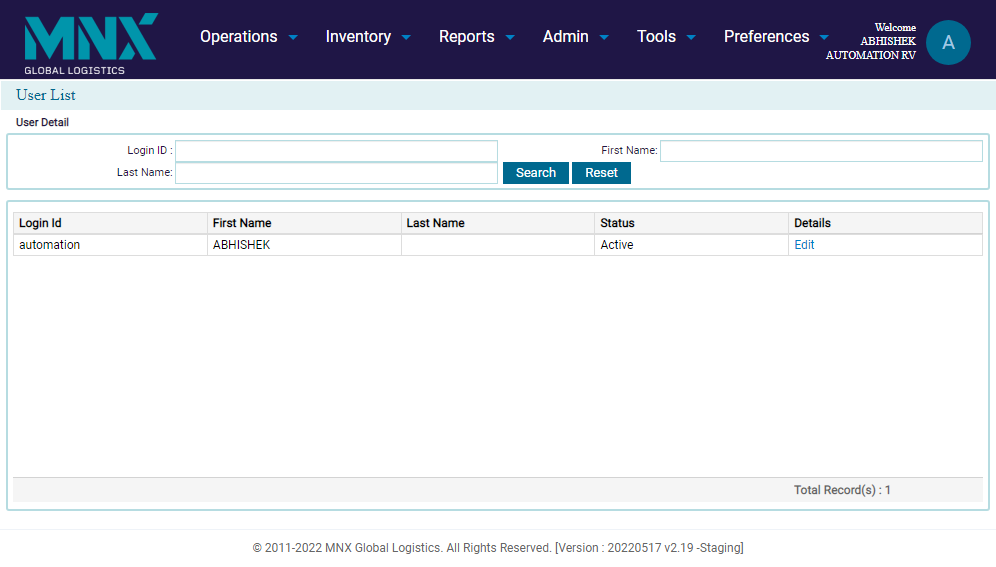 MNX
GLOBAL LOGISTICS
Operations Inventory Reports Admin Tools Preferences
Welcome
ABHISHEK
AUTOMATION RV
A
User List
User Detail
Login ID : First Name:
Last Name: Search Reset
Login Id First Name Last Name Status Details
automation ABHISHEK Active Edit
Total Record(s) : 1
© 2011-2022 MNX Global Logistics. All Rights Reserved. [Version : 20220517 v2.19 -Staging]